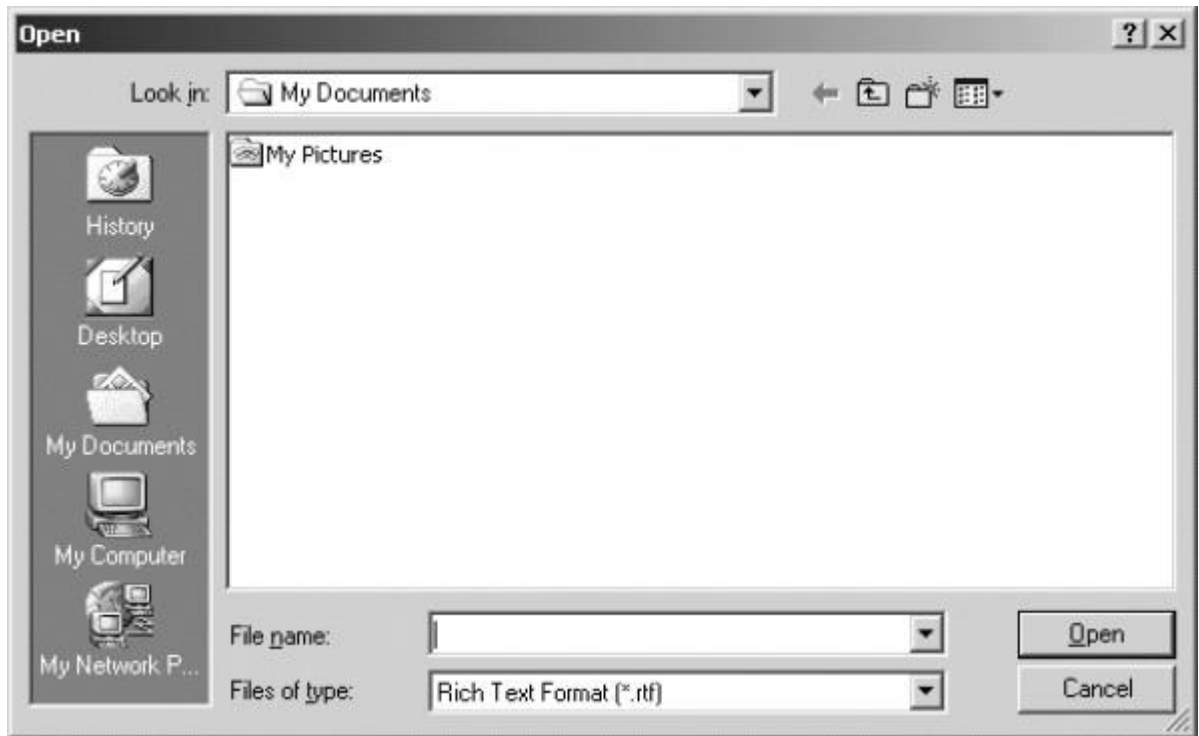 Open
Look in: My Documents
My Pictures
History
Desktop
My Documents
My Computer
My Network P...
File name:
Open
Files of type: Rich Text Format (*.rtf)
Cancel